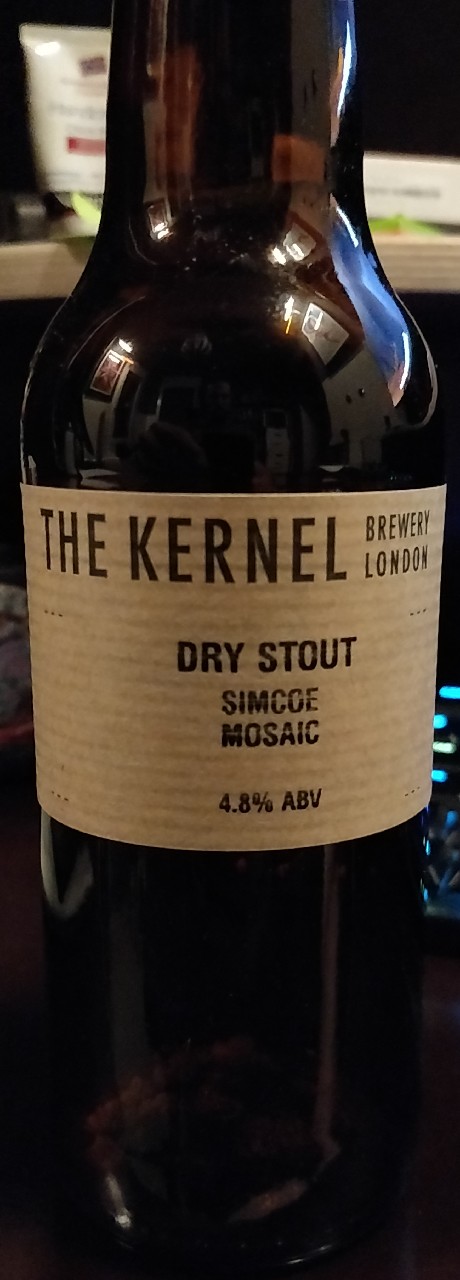 THE KERNEL BREWERY LONDON
DRY STOUT
SIMCOE
MOSAIC
4.8% ABV